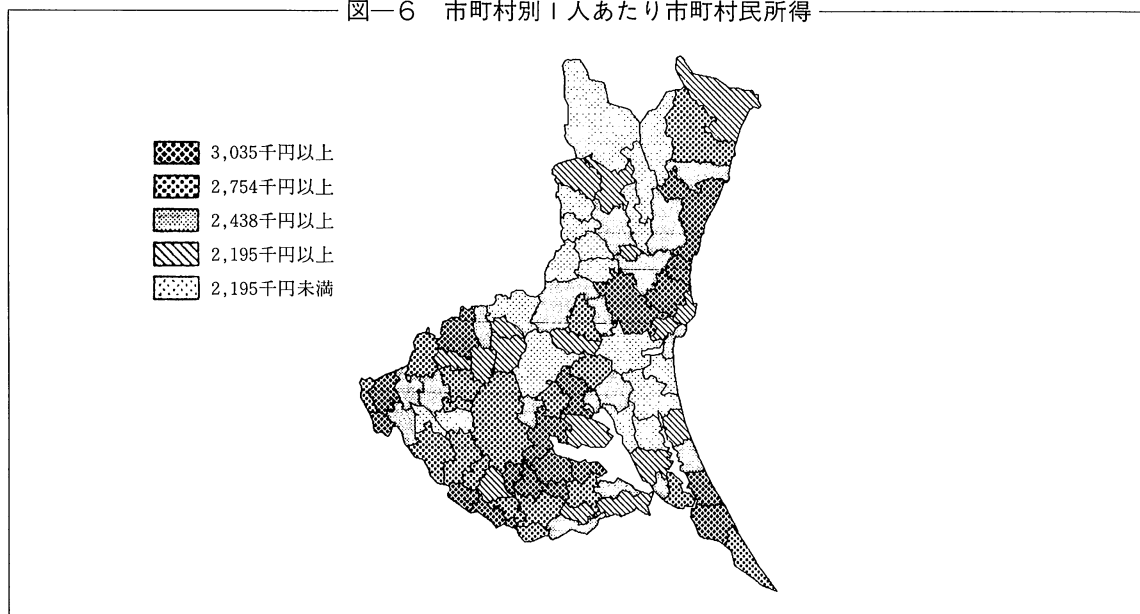 図—6 市町村別1人あたり市町村民所得
3,035千円以上
2,754千円以上
2,438千円以上
2,195千円以上
2,195千円未満